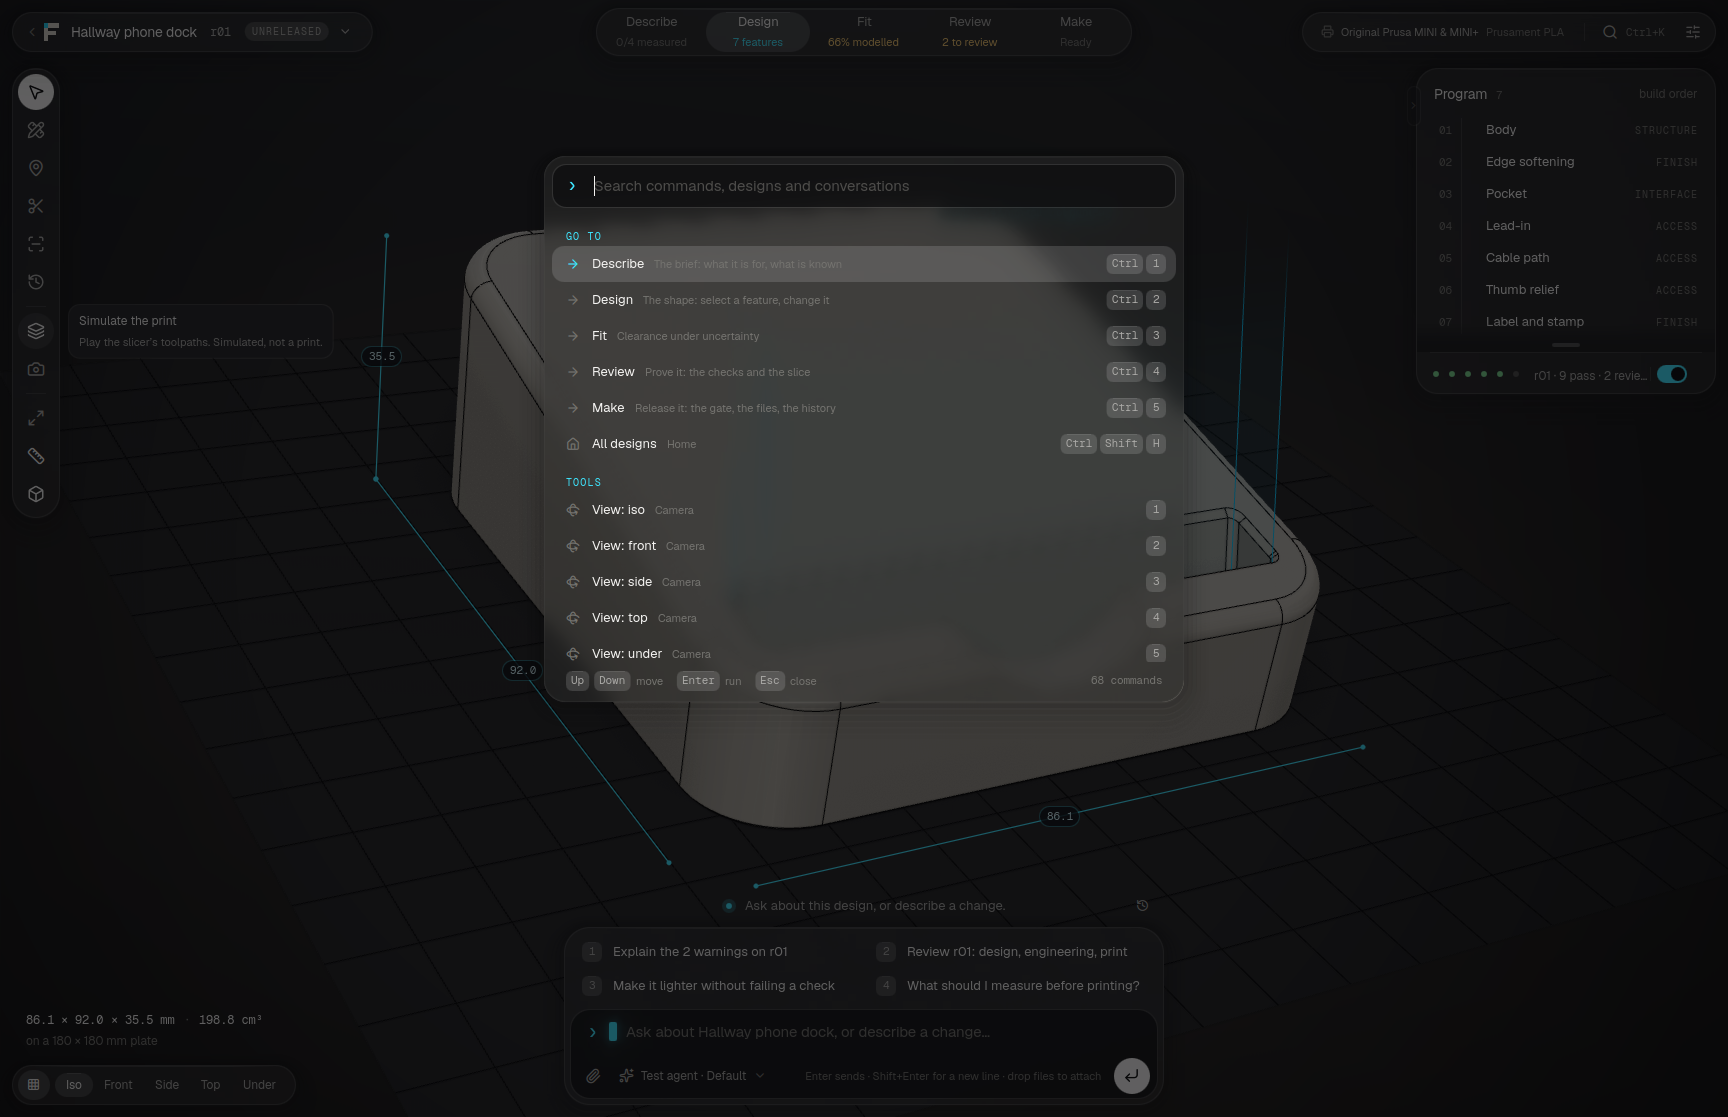 Hallway phone dock r01 UNRELEASED
Describe
0/4 measured
Design
7 features
Fit
66% modelled
Review
2 to review
Make
Ready
Original Prusa MINI & MINI+ Prusament PLA
Ctrl+K
Simulate the print
Play the slicer's toolpaths. Simulated, not a print.
35.5
92.0
86.1
Search commands, designs and conversations
GO TO
Describe The brief: what it is for, what is known Ctrl 1
Design The shape: select a feature, change it Ctrl 2
Fit Clearance under uncertainty Ctrl 3
Review Prove it: the checks and the slice Ctrl 4
Make Release it: the gate, the files, the history Ctrl 5
All designs Home Ctrl Shift H
TOOLS
View: iso Camera 1
View: front Camera 2
View: side Camera 3
View: top Camera 4
View: under Camera 5
Up Down move Enter run Esc close 68 commands
Program 7 build order
01 Body STRUCTURE
02 Edge softening FINISH
03 Pocket INTERFACE
04 Lead-in ACCESS
05 Cable path ACCESS
06 Thumb relief ACCESS
07 Label and stamp FINISH
r01 · 9 pass · 2 revie...
Ask about this design, or describe a change.
1 Explain the 2 warnings on r01
2 Review r01: design, engineering, print
3 Make it lighter without failing a check
4 What should I measure before printing?
Ask about Hallway phone dock, or describe a change...
Test agent · Default
Enter sends · Shift+Enter for a new line · drop files to attach
86.1 × 92.0 × 35.5 mm · 198.8 cm³
on a 180 × 180 mm plate
Iso Front Side Top Under